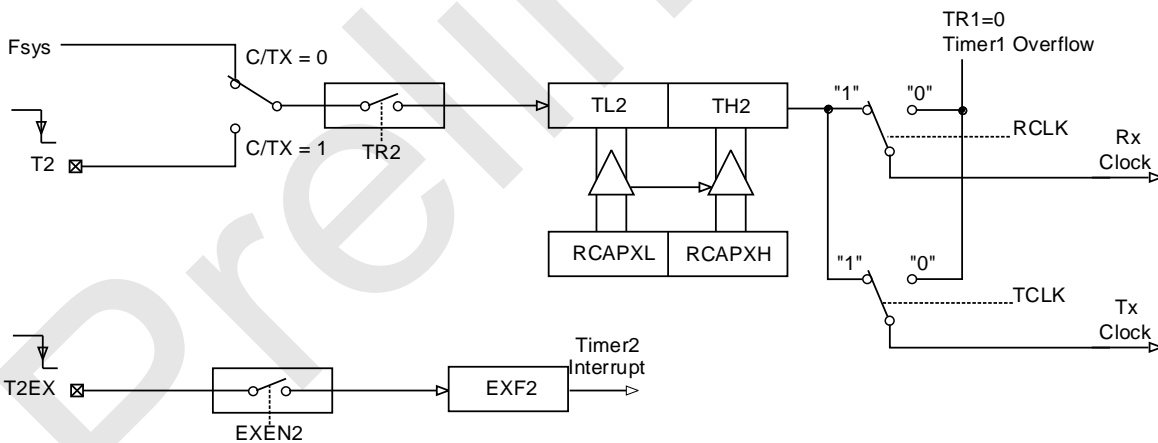 TR1=0
Timer1 Overflow
Fsys
C/TX = 0
TL2
TH2
"1"
"0"
RCLK
Rx
Clock
T2
C/TX = 1
TR2
RCAPXL
RCAPXH
"1"
"0"
TCLK
Tx
Clock
Timer2
Interrupt
T2EX
EXF2
EXEN2
Prelim